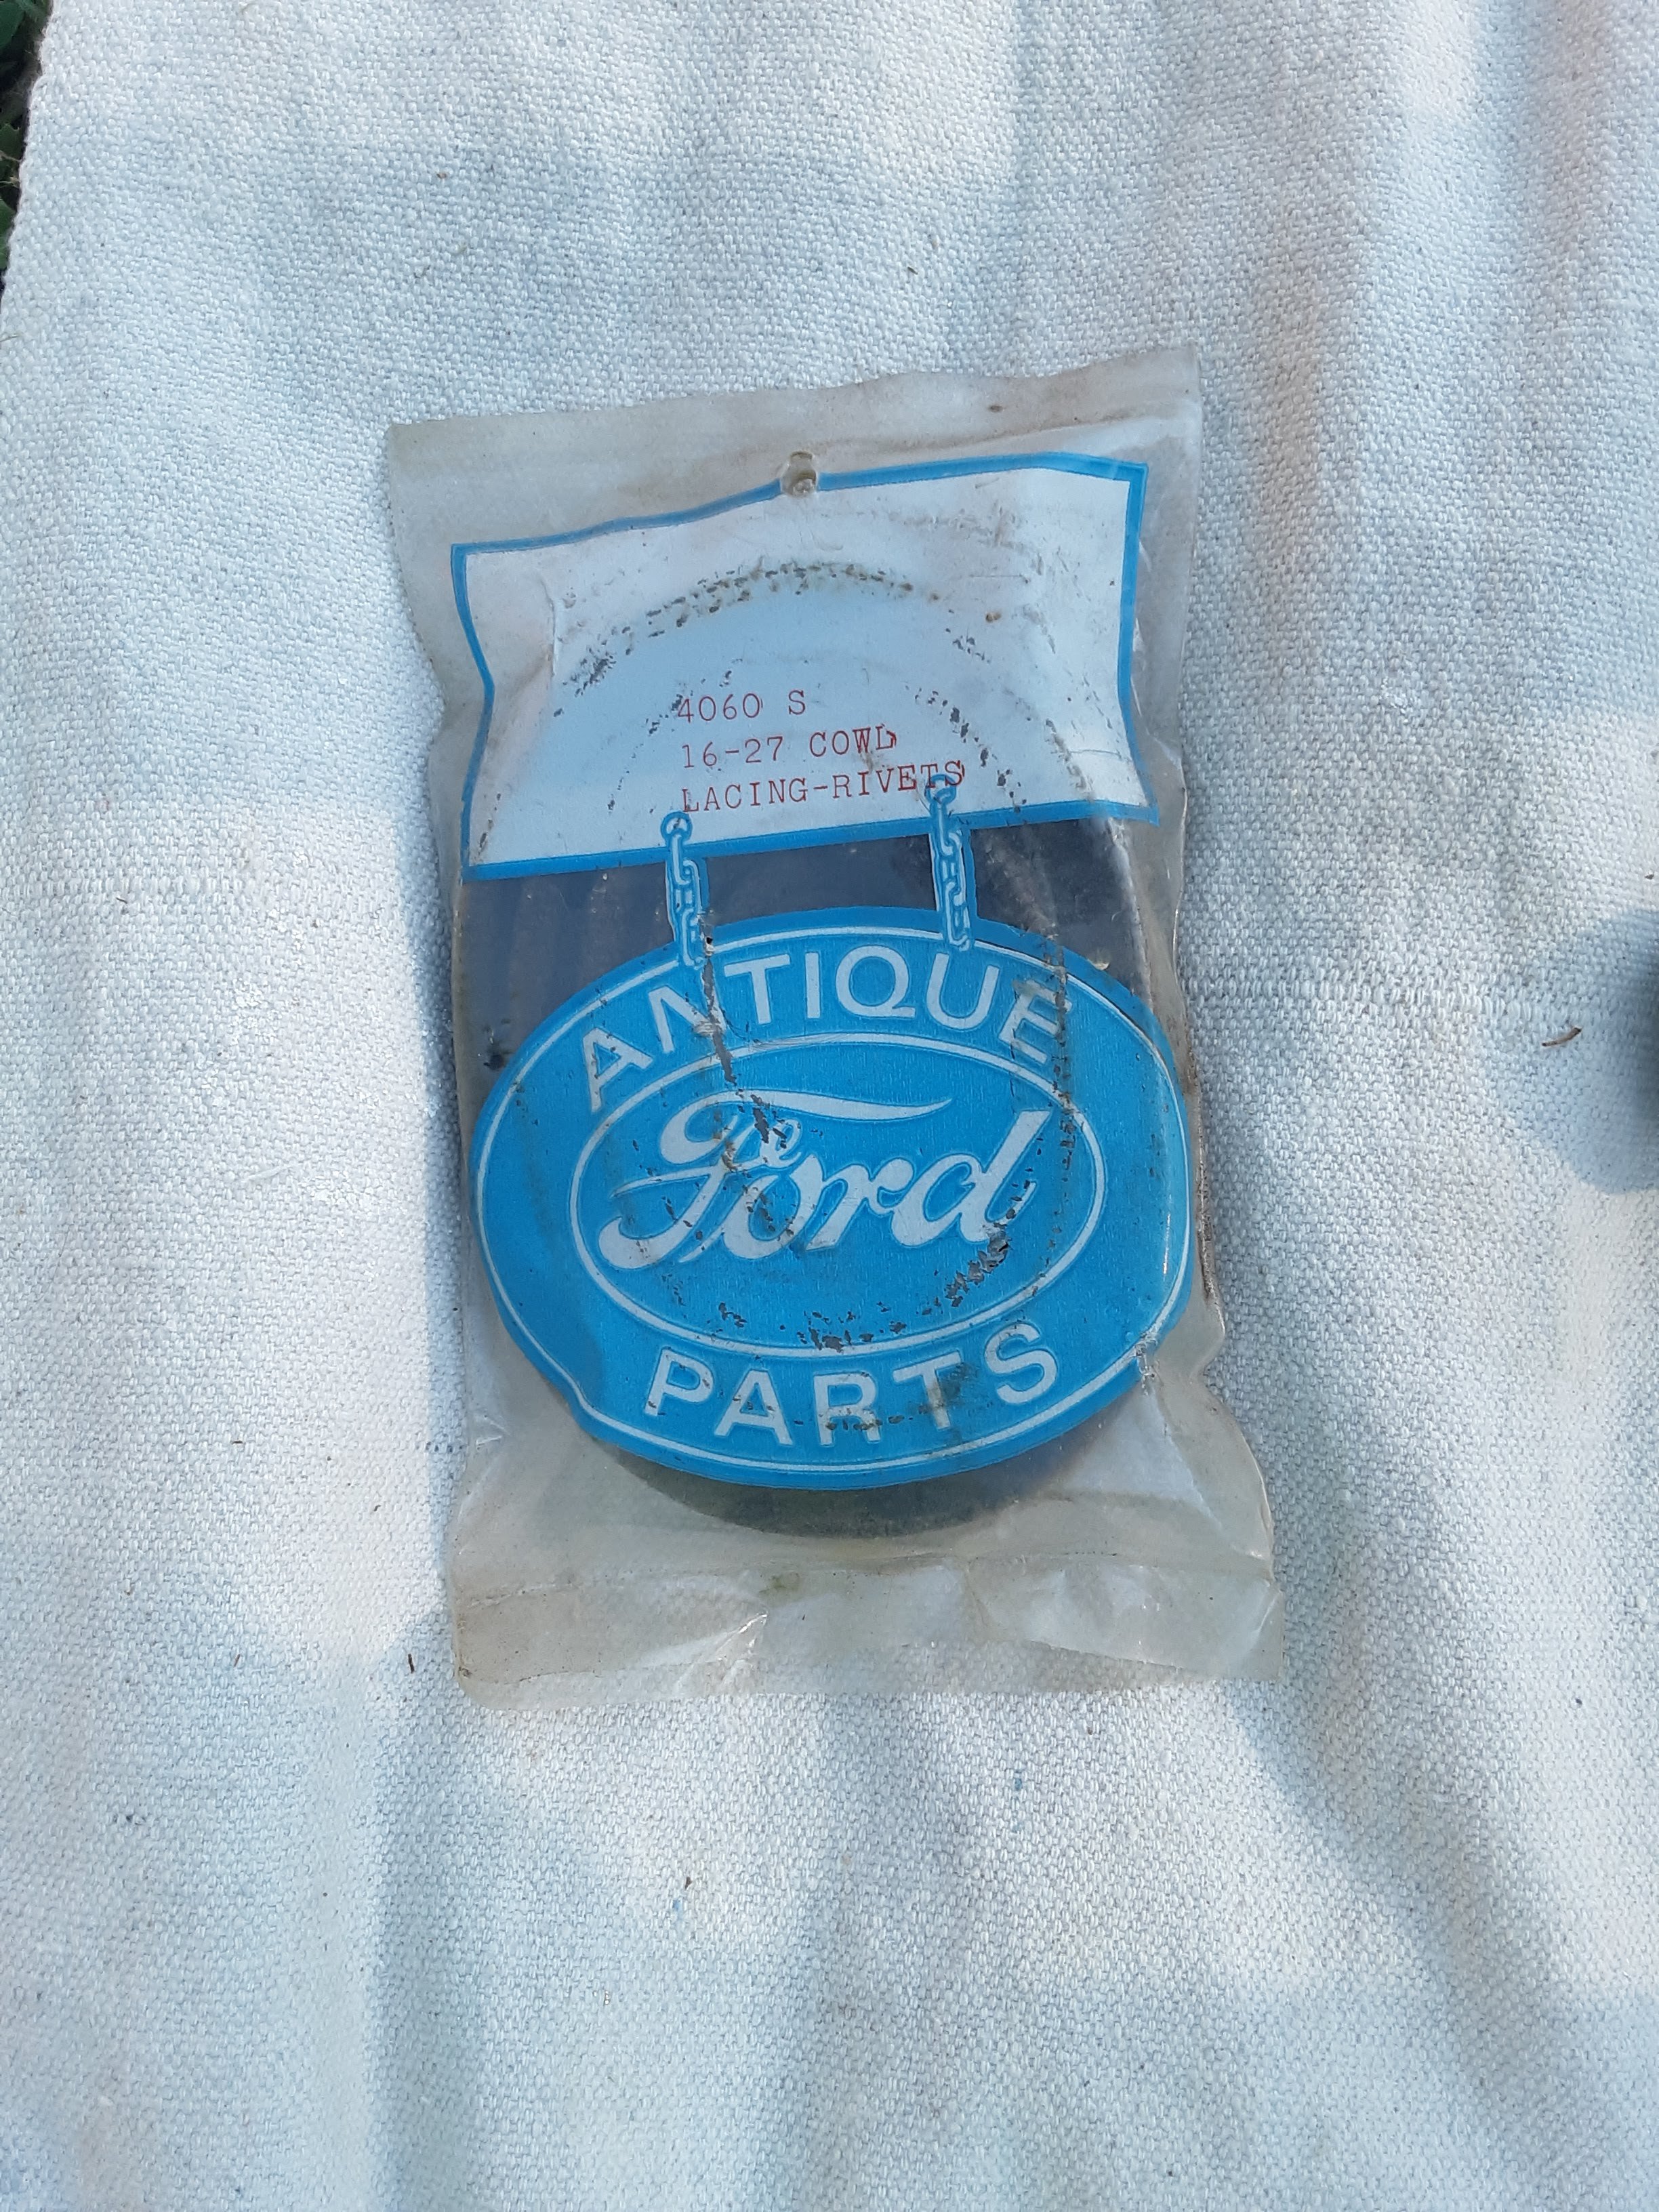 4060 S
16-27 COWL
LACING-RIVETS
ANTIQUE
Ford
PARTS